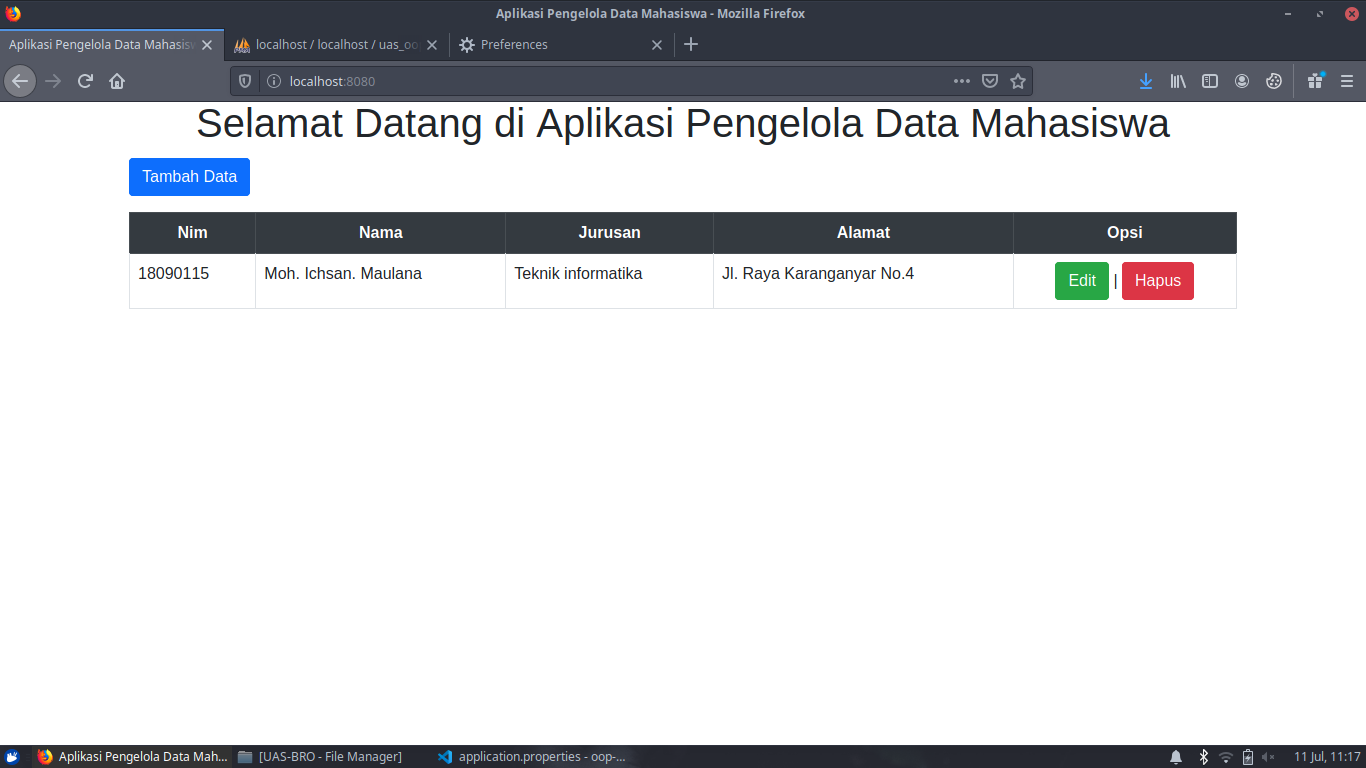 Aplikasi Pengelola Data Mahasiswa - Mozilla Firefox
Aplikasi Pengelola Data Mahasisw
localhost / localhost / uas_oo
Preferences
localhost:8080
Selamat Datang di Aplikasi Pengelola Data Mahasiswa
Tambah Data
Nim Nama Jurusan Alamat Opsi
18090115 Moh. Ichsan. Maulana Teknik informatika Jl. Raya Karanganyar No.4 Edit | Hapus
Aplikasi Pengelola Data Mah... [UAS-BRO - File Manager] application.properties - oop-... 11 Jul, 11:17